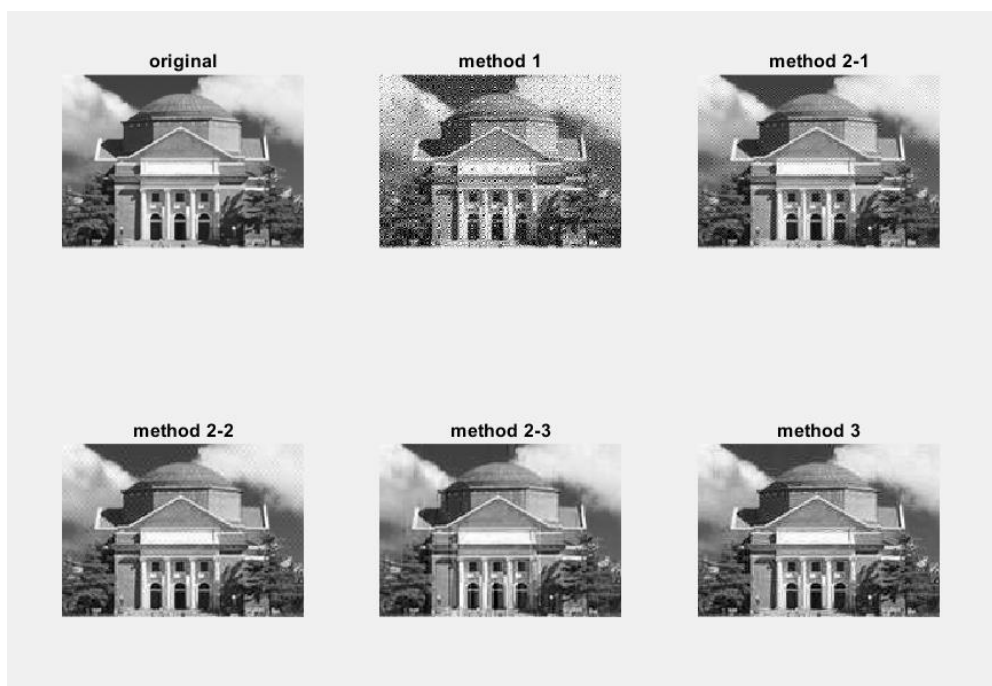 original
method 1
method 2-1
method 2-2
method 2-3
method 3